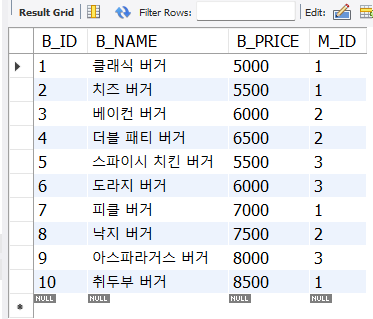 Result Grid Filter Rows: Edit:
B_ID B_NAME B_PRICE M_ID
1 클래식 버거 5000 1
2 치즈 버거 5500 1
3 베이컨 버거 6000 2
4 더블 패티 버거 6500 2
5 스파이시 치킨 버거 5500 3
6 도라지 버거 6000 3
7 피클 버거 7000 1
8 낙지 버거 7500 2
9 아스파라거스 버거 8000 3
10 취두부 버거 8500 1
NULL NULL NULL NULL